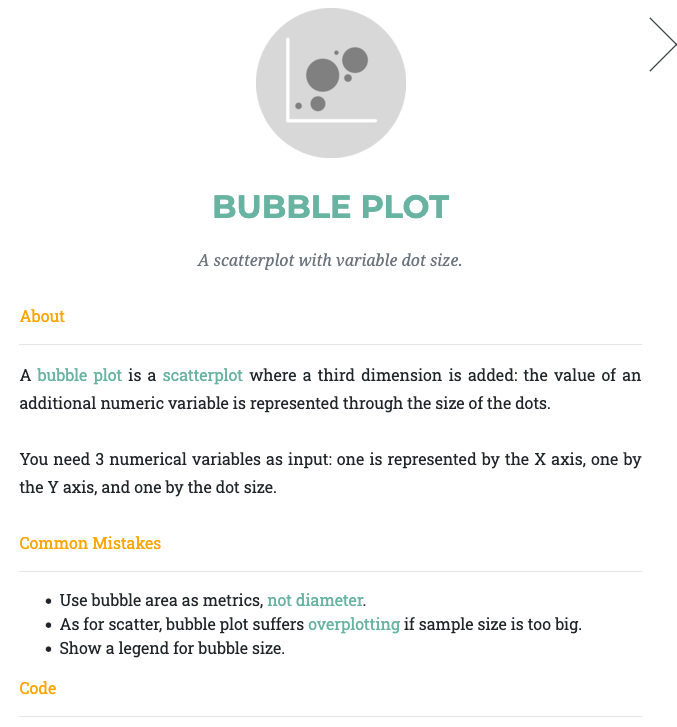 BUBBLE PLOT
A scatterplot with variable dot size.
About
A bubble plot is a scatterplot where a third dimension is added: the value of an
additional numeric variable is represented through the size of the dots.
You need 3 numerical variables as input: one is represented by the X axis, one by
the Y axis, and one by the dot size.
Common Mistakes
• Use bubble area as metrics, not diameter.
• As for scatter, bubble plot suffers overplotting if sample size is too big.
• Show a legend for bubble size.
Code